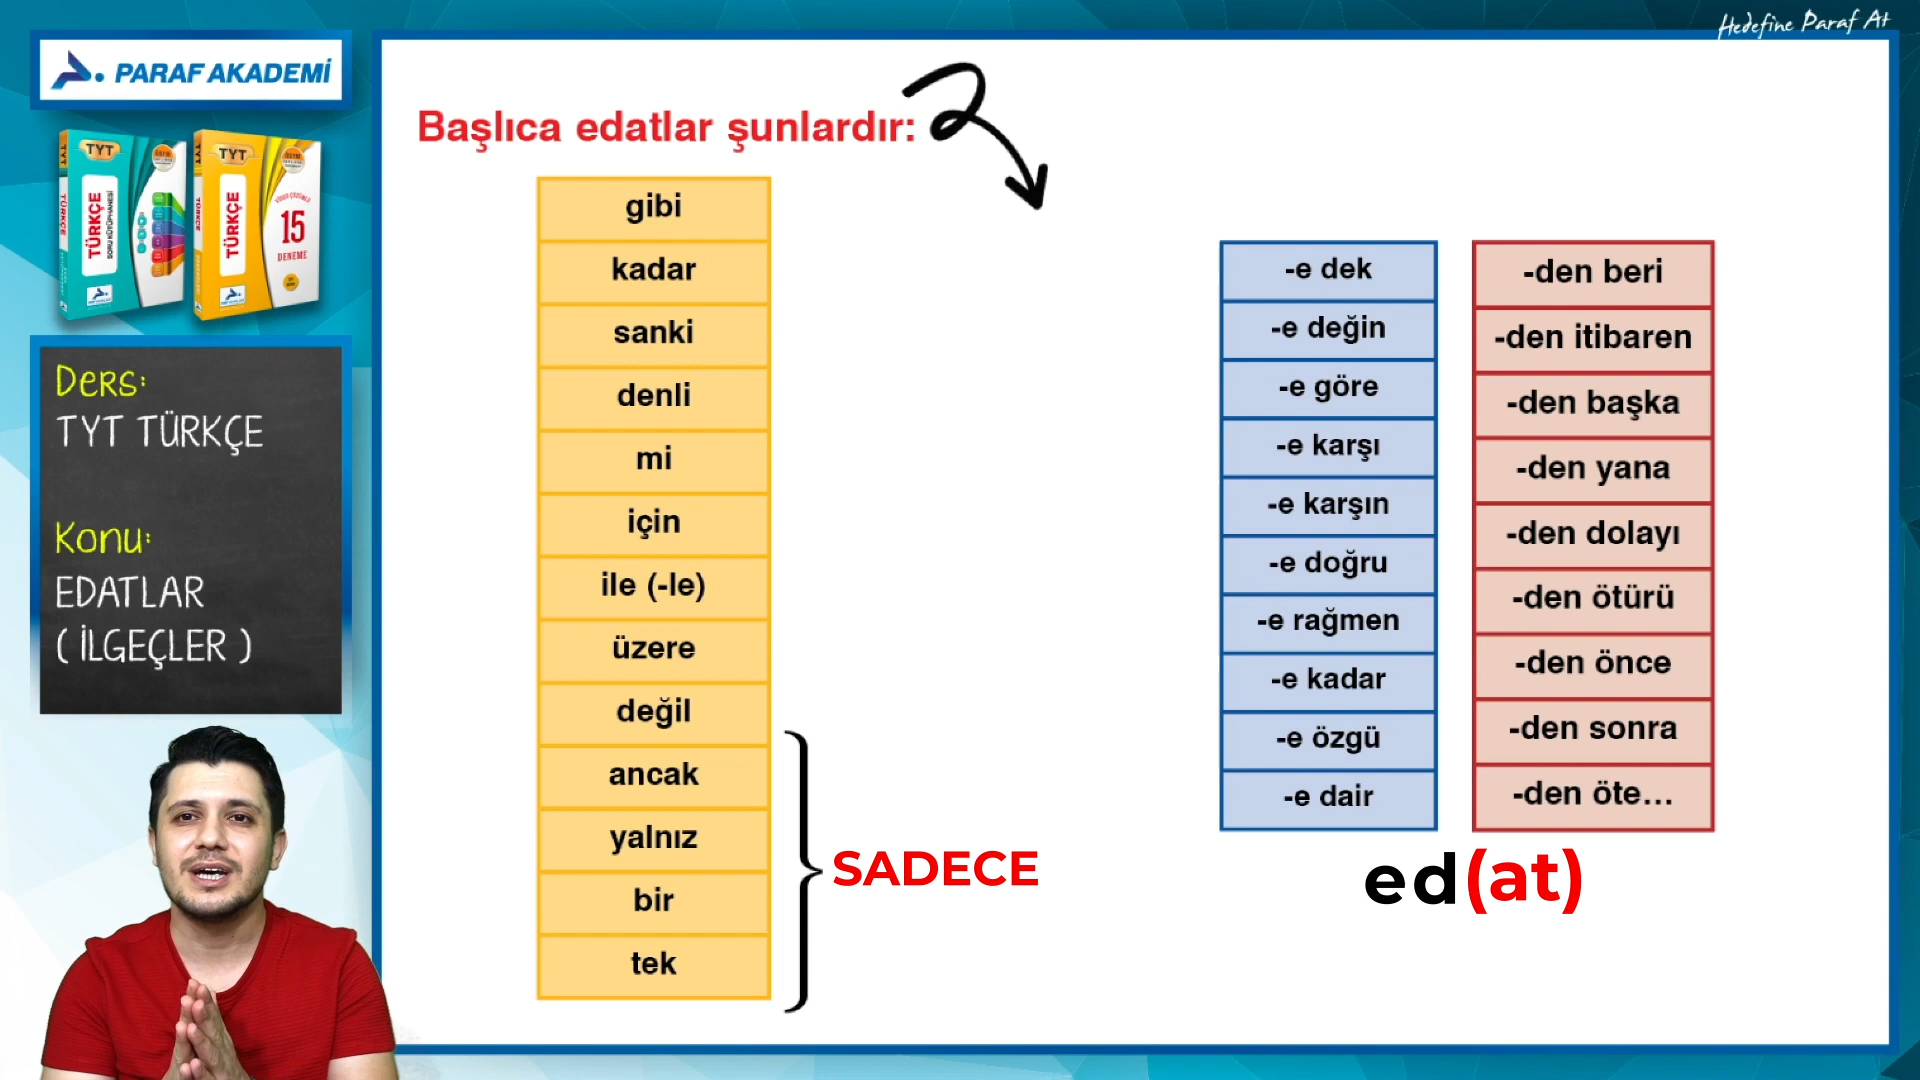 Hedefine Paraf At
PARAF AKADEMİ
TYT
TÜRKÇE
SORU KÜTÜPHANESİ
TYT
TÜRKÇE
15
DENEME
Ders:
TYT TÜRKÇE
Konu:
EDATLAR
( İLGEÇLER )
Başlıca edatlar şunlardır:
gibi
kadar
sanki
denli
mi
için
ile (-le)
üzere
değil
ancak
yalnız
bir
tek
SADECE
-e dek
-e değin
-e göre
-e karşı
-e karşın
-e doğru
-e rağmen
-e kadar
-e özgü
-e dair
-den beri
-den itibaren
-den başka
-den yana
-den dolayı
-den ötürü
-den önce
-den sonra
-den öte...
ed(at)